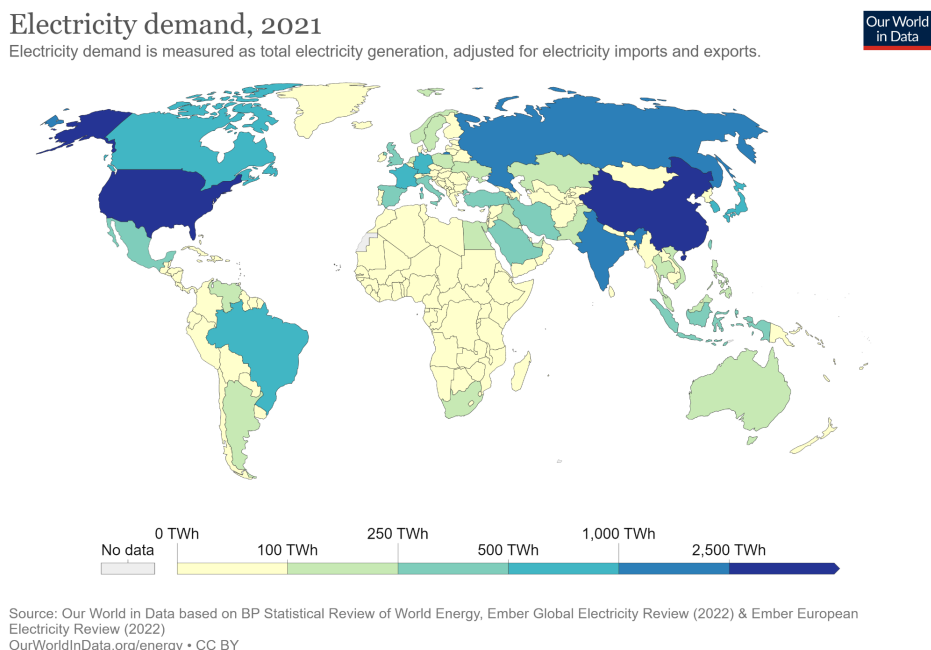 Electricity demand, 2021
Our World
in Data
Electricity demand is measured as total electricity generation, adjusted for electricity imports and exports.
0 TWh
250 TWh
1,000 TWh
No data
100 TWh
500 TWh
2,500 TWh
Source: Our World in Data based on BP Statistical Review of World Energy, Ember Global Electricity Review (2022) & Ember European
Electricity Review (2022)
OurWorldInData.org/energy • CC BY